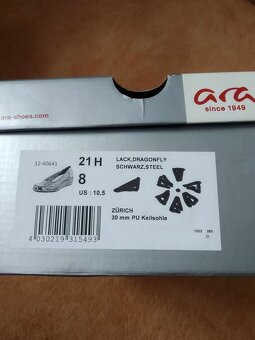 ara-shoes.com
ara
since 1949
12-40641
21 H
8
US : 10,5
LACK,DRAGONFLY
SCHWARZ,STEEL
ZÜRICH
30 mm PU Keilsohle
4 030219 315493